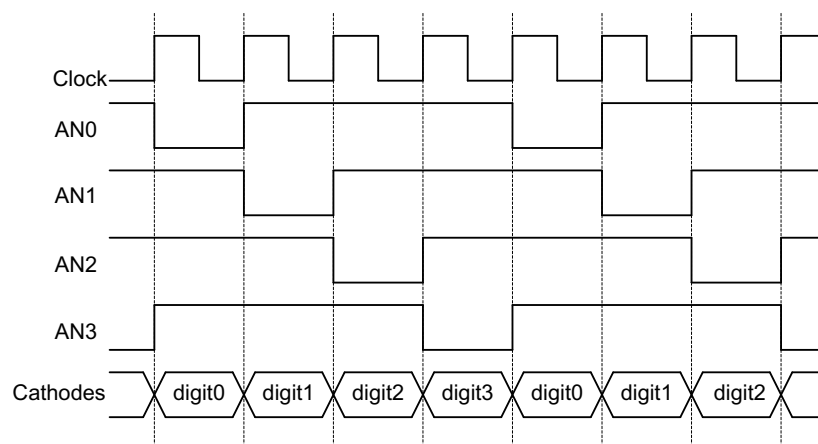 Clock
AN0
AN1
AN2
AN3
Cathodes digit0 digit1 digit2 digit3 digit0 digit1 digit2